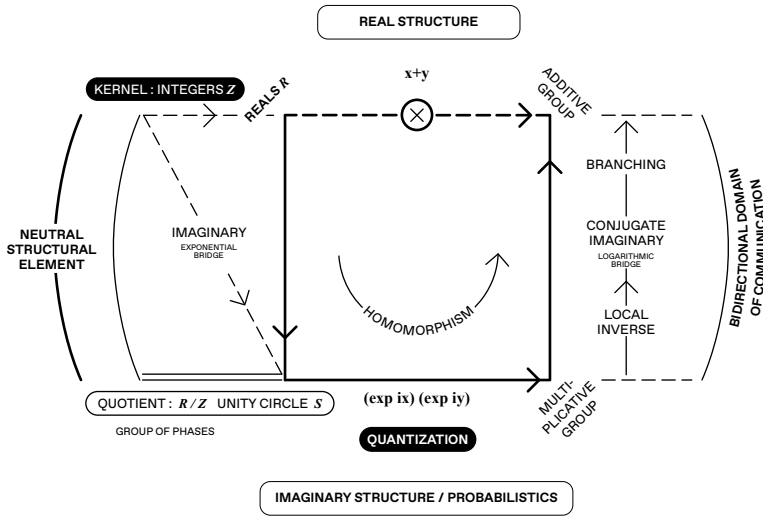 REAL STRUCTURE
x+y
KERNEL : INTEGERS Z
REALS R
ADDITIVE
GROUP
BRANCHING
NEUTRAL
STRUCTURAL
ELEMENT
IMAGINARY
EXPONENTIAL
BRIDGE
CONJUGATE
IMAGINARY
LOGARITHMIC
BRIDGE
BIDIRECTIONAL DOMAIN
OF COMMUNICATION
HOMOMORPHISM
LOCAL
INVERSE
QUOTIENT : R/Z UNITY CIRCLE S
(exp ix) (exp iy)
MULTI-
PLICATIVE
GROUP
GROUP OF PHASES
QUANTIZATION
IMAGINARY STRUCTURE / PROBABILISTICS